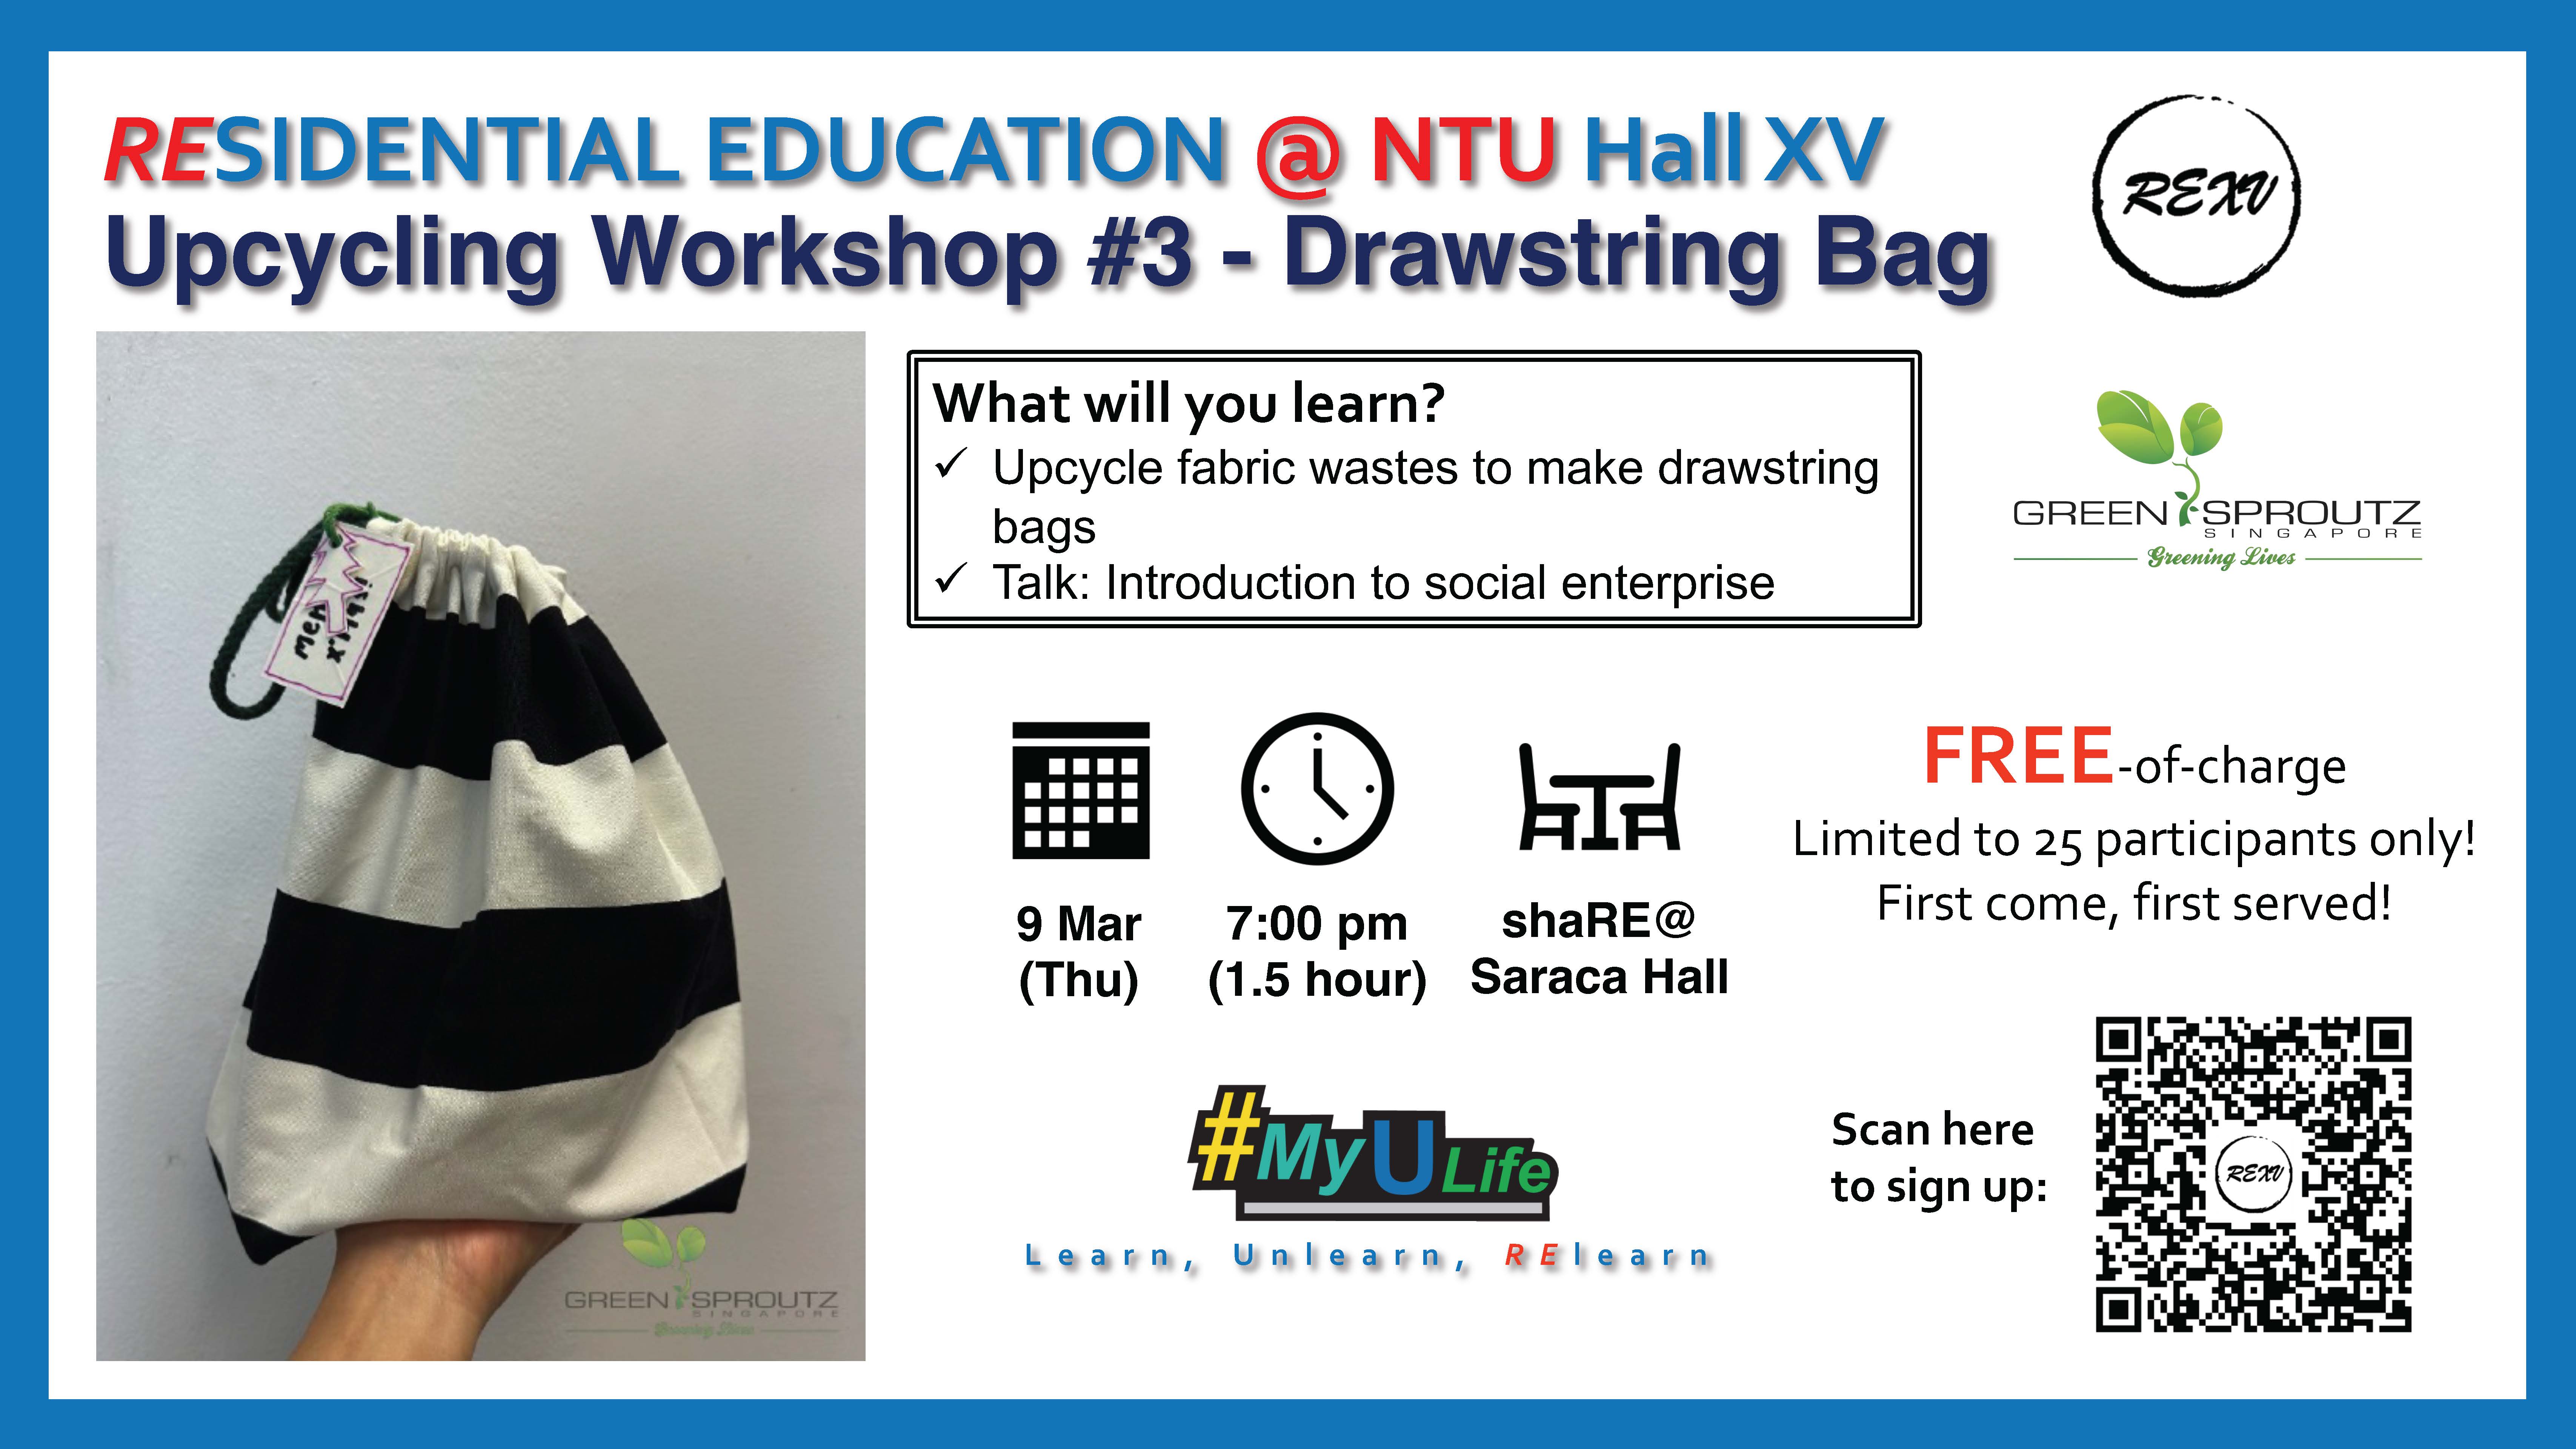 RESIDENTIAL EDUCATION @ NTU Hall XV
Upcycling Workshop #3 - Drawstring Bag
REXV
What will you learn?
✓ Upcycle fabric wastes to make drawstring
bags
✓ Talk: Introduction to social enterprise
GREEN SPROUTZ
SINGAPORE
Greening Lives
9 Mar
(Thu)
7:00 pm
(1.5 hour)
shaRE@
Saraca Hall
FREE-of-charge
Limited to 25 participants only!
First come, first served!
#MyULife
Learn, Unlearn, RElearn
Scan here
to sign up:
REXV
GREEN SPROUTZ
SINGAPORE
Greening Lives